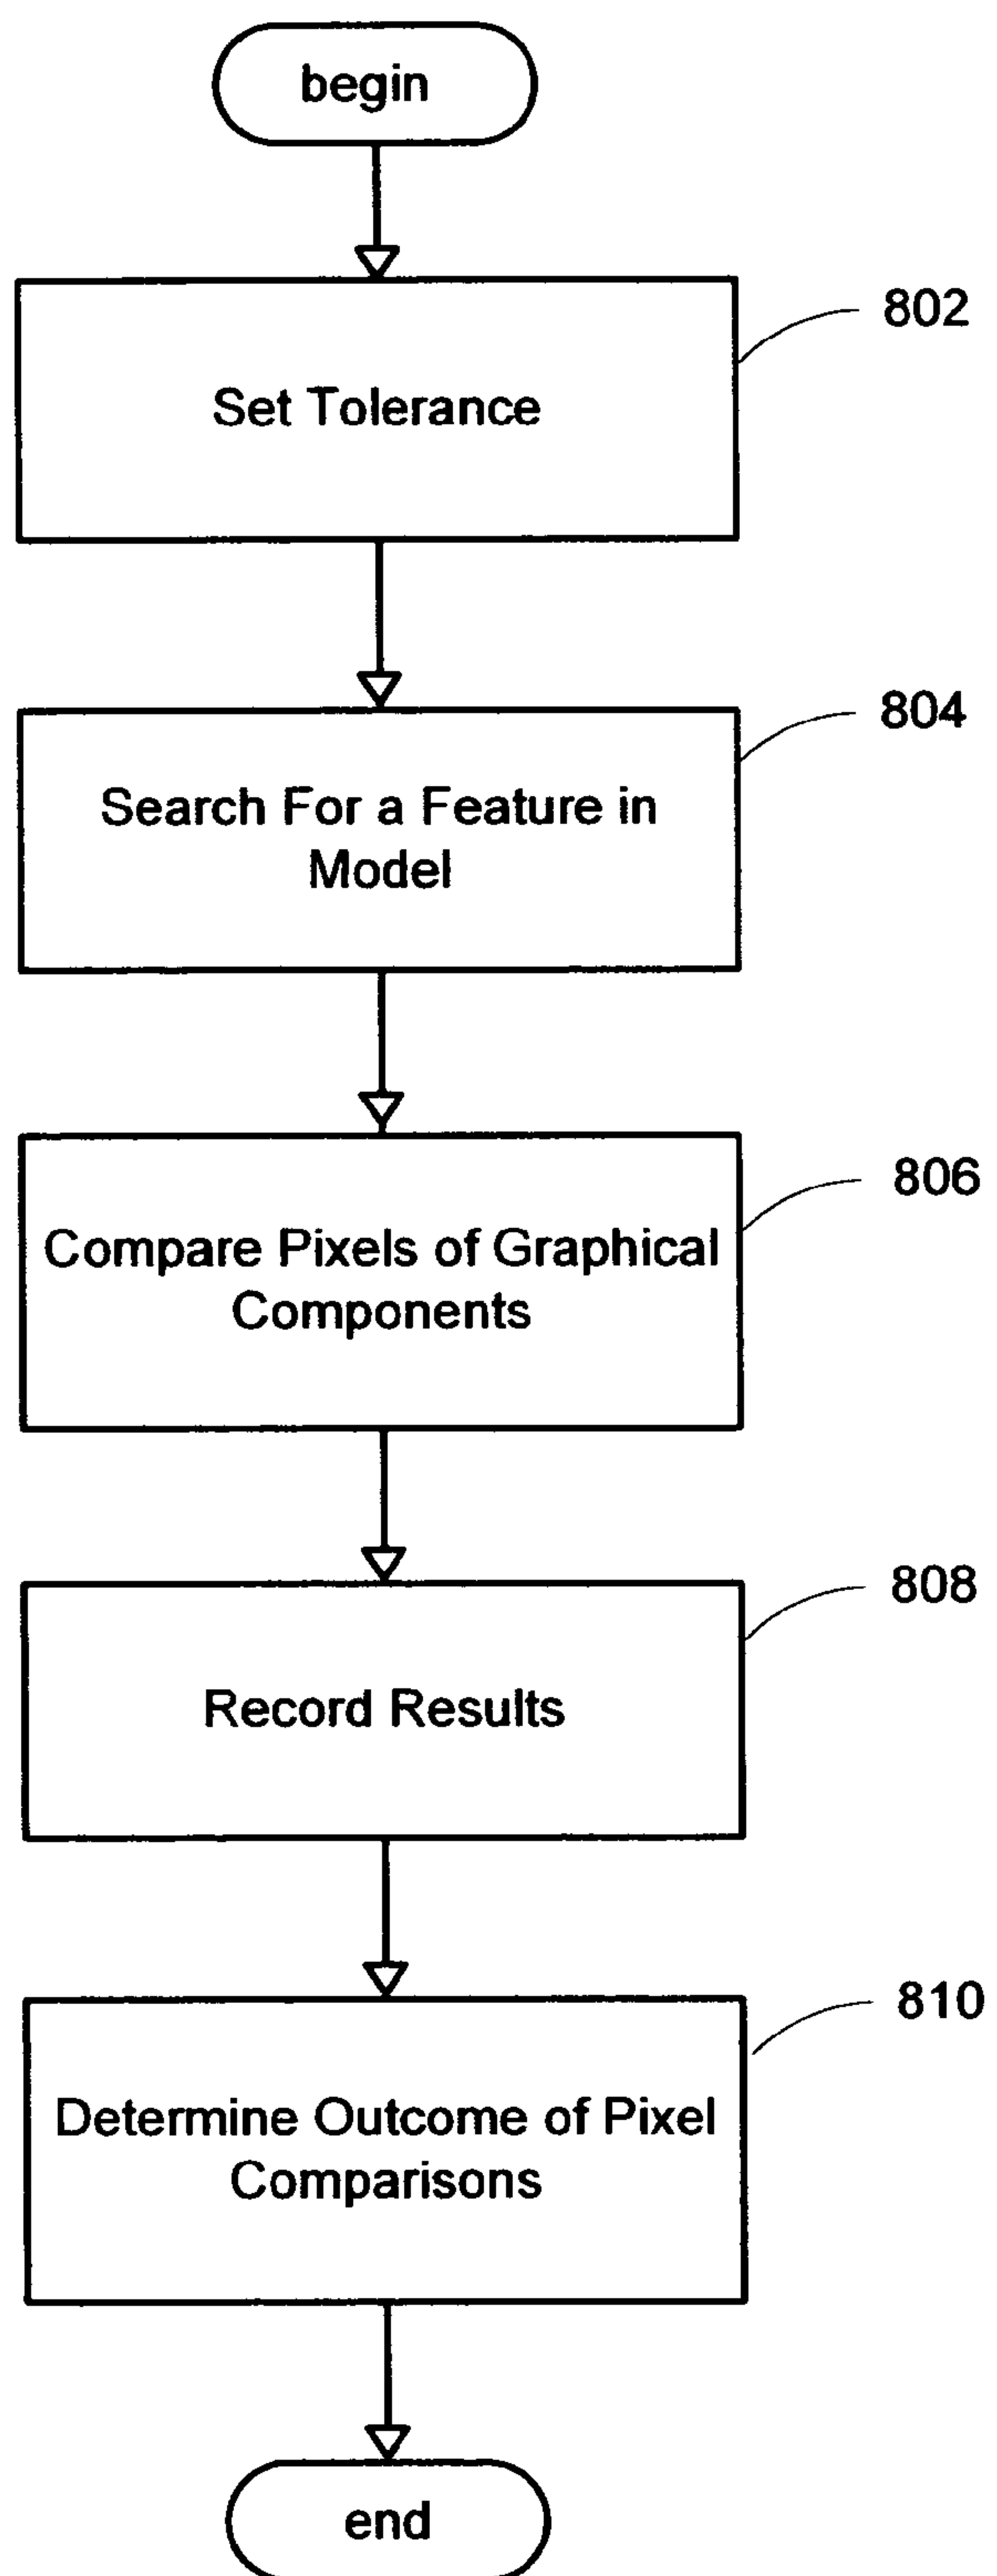 begin
802
Set Tolerance
804
Search For a Feature in
Model
806
Compare Pixels of Graphical
Components
808
Record Results
810
Determine Outcome of Pixel
Comparisons
end